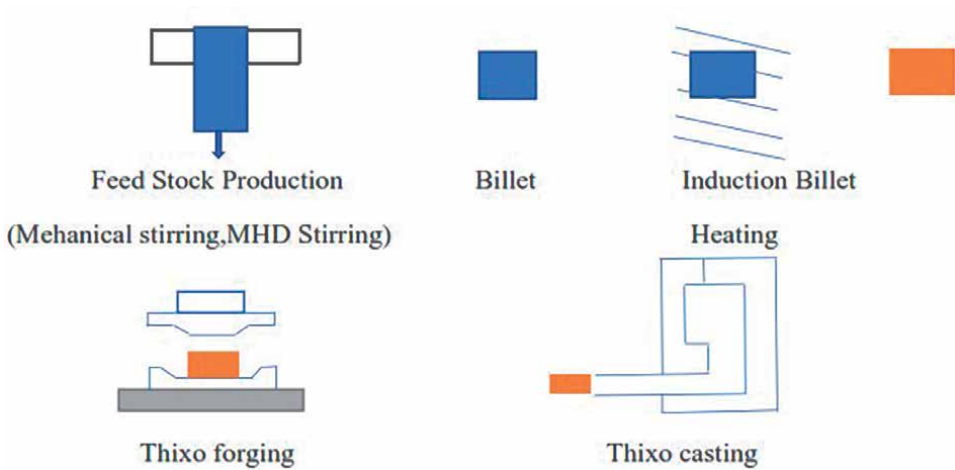 Feed Stock Production
Billet
Induction Billet
(Mehanical stirring,MHD Stirring)
Heating
Thixo forging
Thixo casting